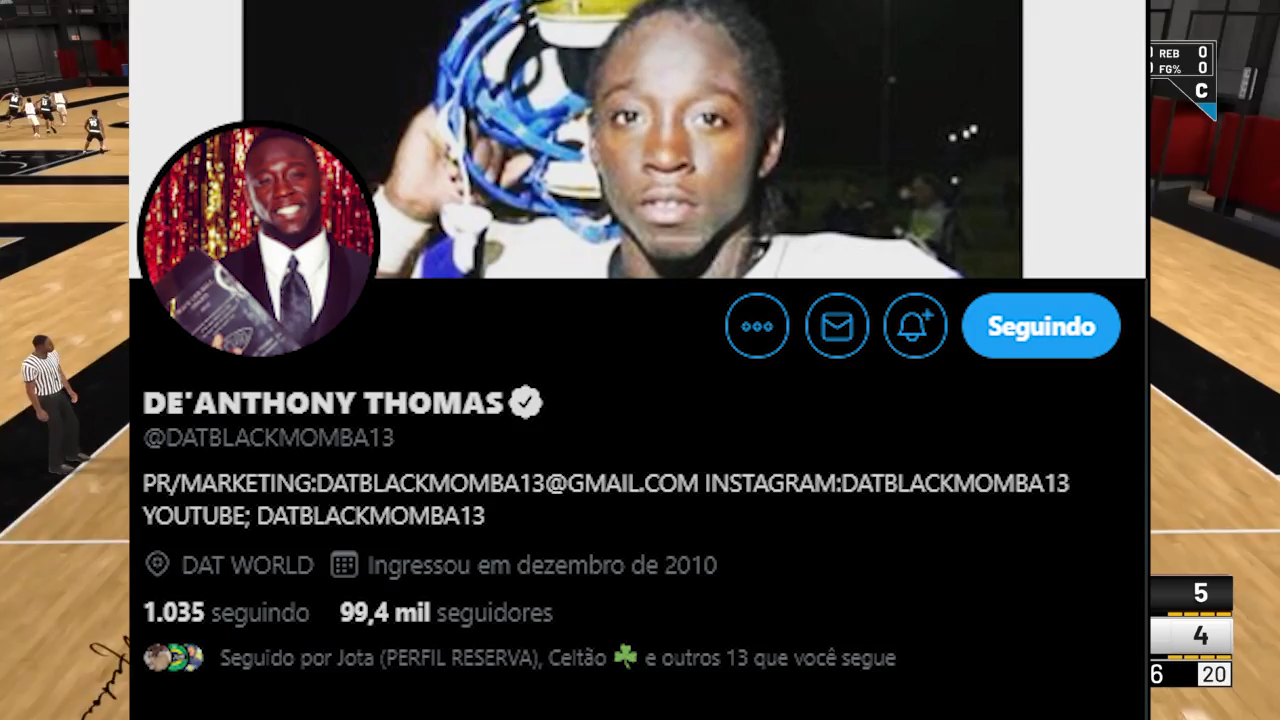 REB 0
FG% 0
C
Seguindo
DE'ANTHONY THOMAS
@DATBLACKMOMBA13
PR/MARKETING:DATBLACKMOMBA13@GMAIL.COM INSTAGRAM:DATBLACKMOMBA13
YOUTUBE; DATBLACKMOMBA13
DAT WORLD Ingressou em dezembro de 2010
1.035 seguindo 99,4 mil seguidores
Seguido por Jota (PERFIL RESERVA), Celtão ☘ e outros 13 que você segue
5
4
6 20